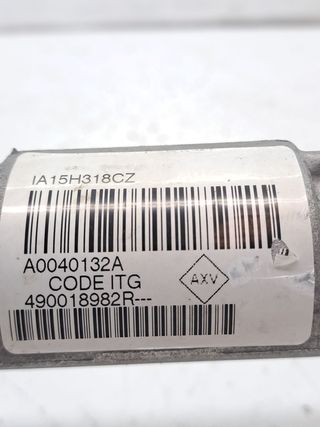 IA15H318CZ
A0040132A
CODE ITG
AXV
490018982R---